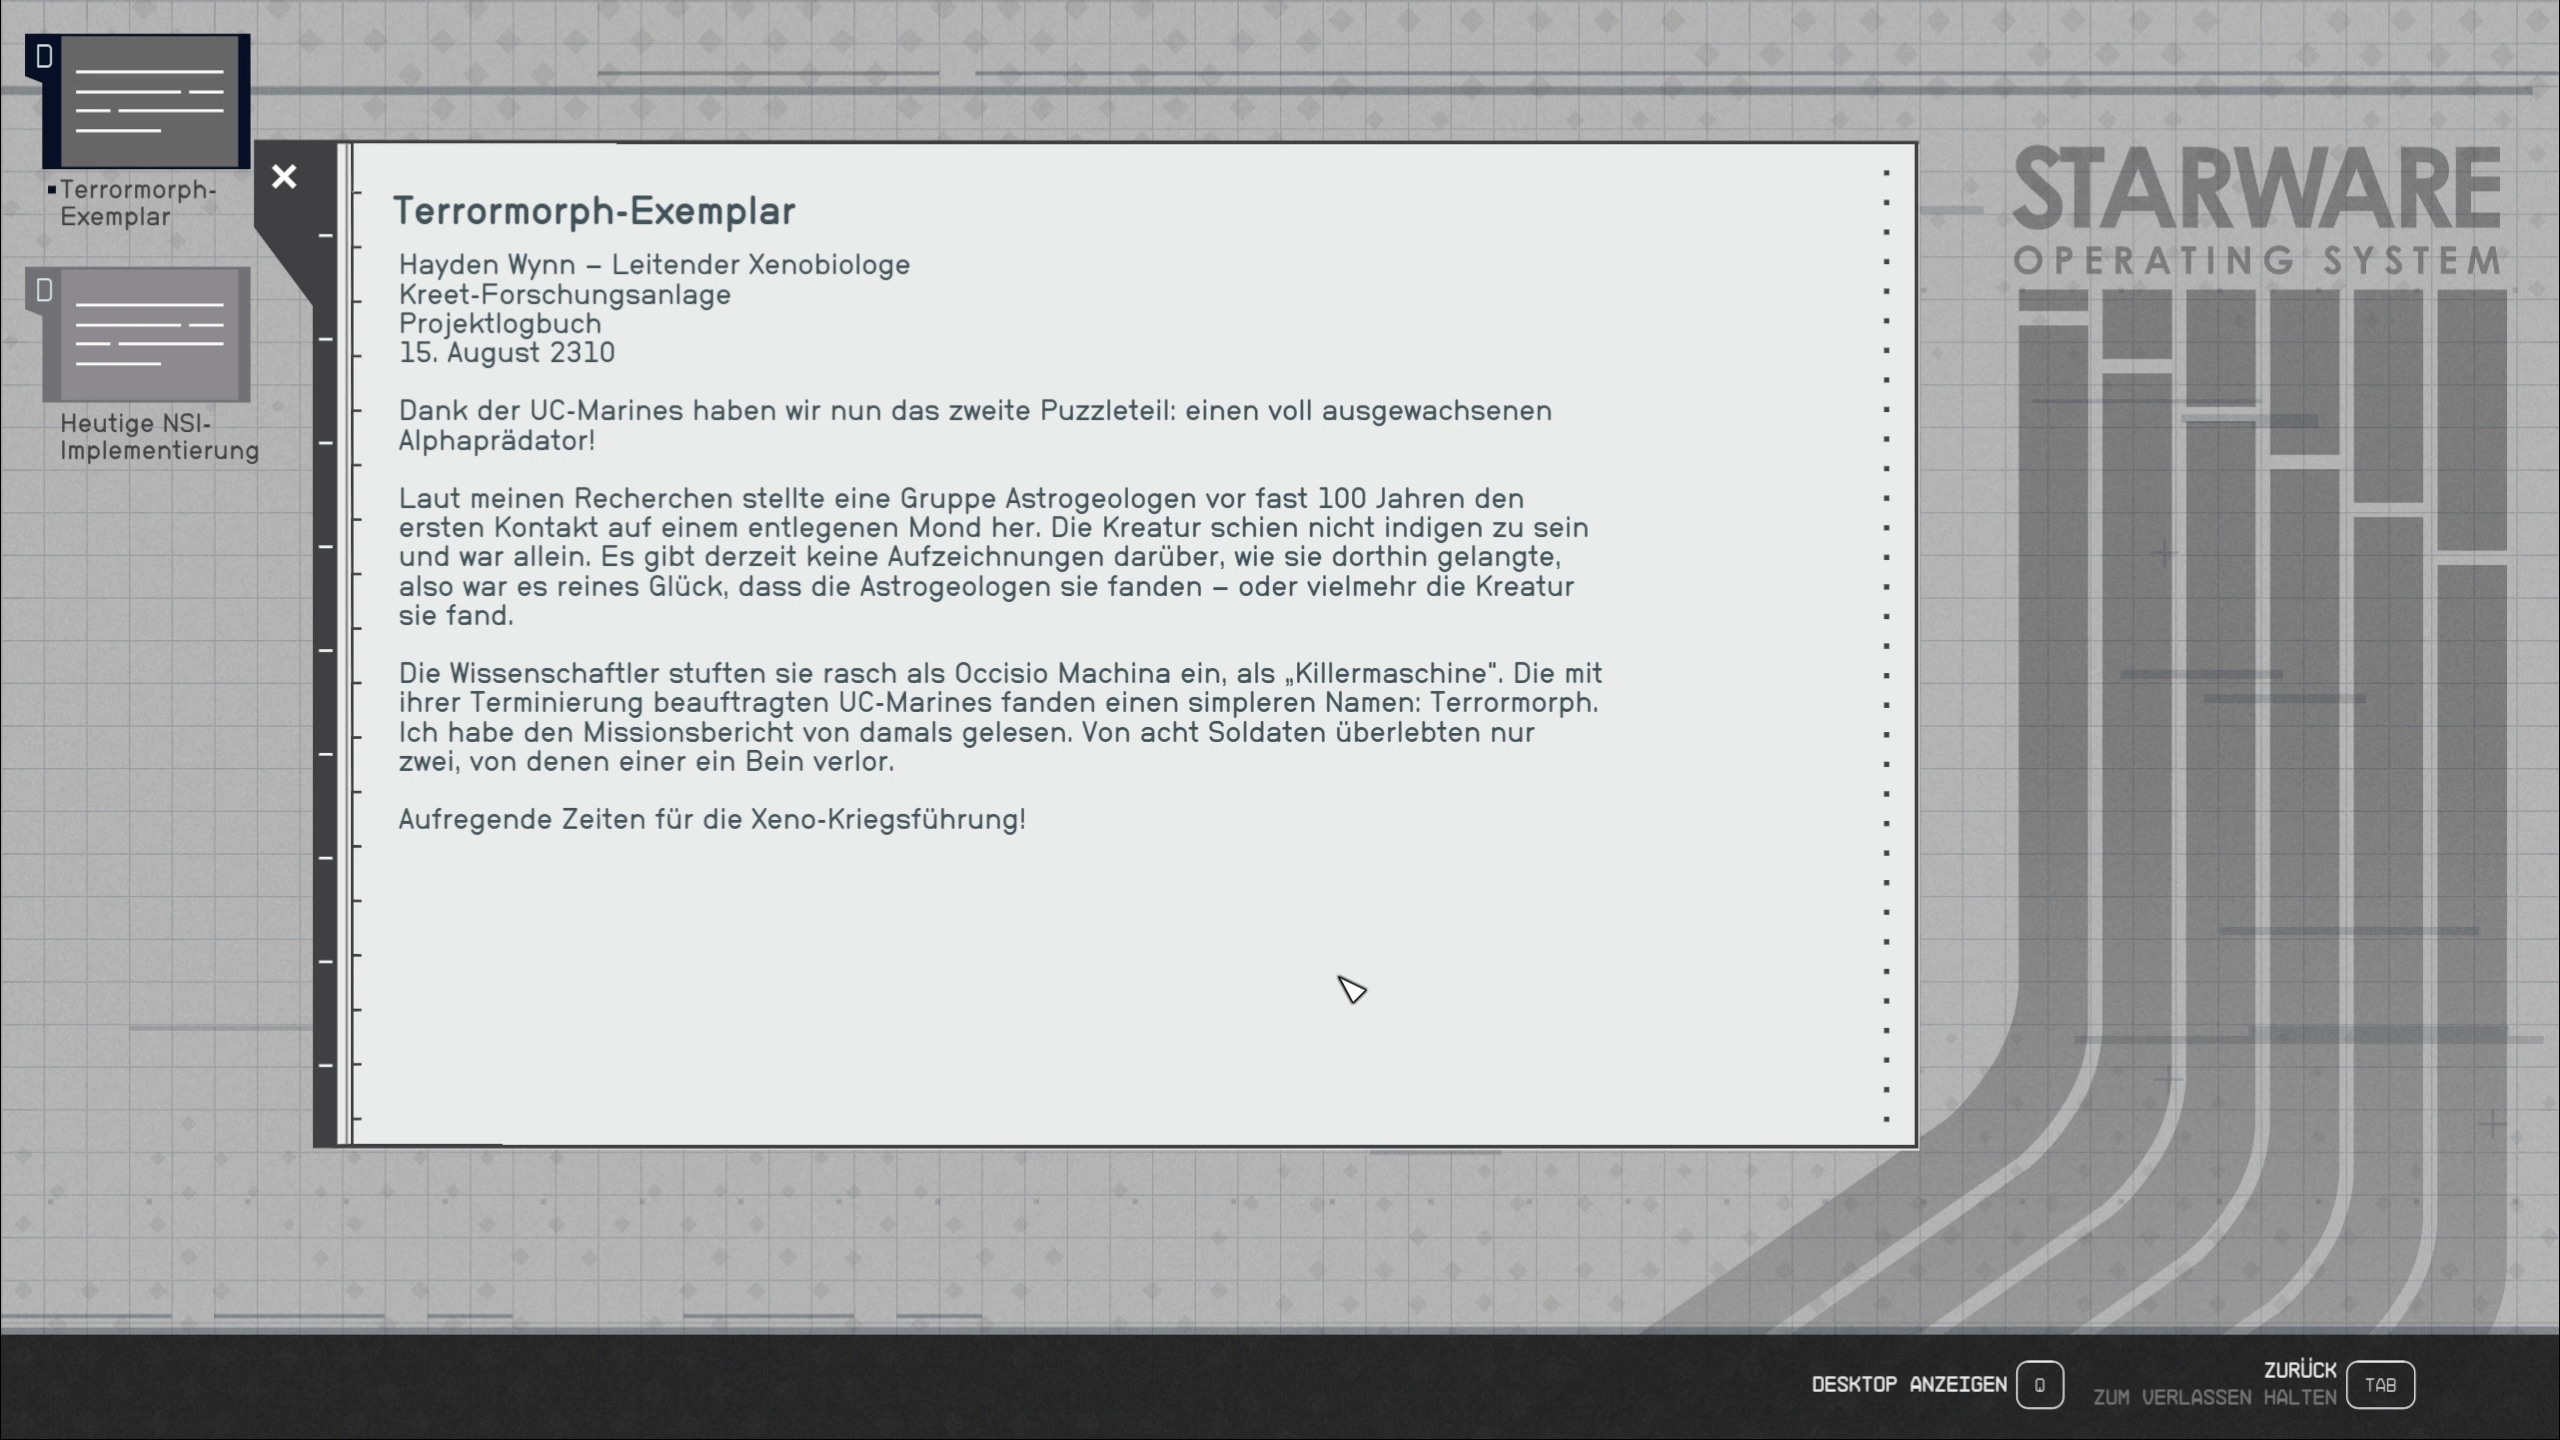 D
Terrormorph-
Exemplar
D
Heutige NSI-
Implementierung
Terrormorph-Exemplar
Hayden Wynn – Leitender Xenobiologe
Kreet-Forschungsanlage
Projektlogbuch
15. August 2310
Dank der UC-Marines haben wir nun das zweite Puzzleteil: einen voll ausgewachsenen
Alphaprädator!
Laut meinen Recherchen stellte eine Gruppe Astrogeologen vor fast 100 Jahren den
ersten Kontakt auf einem entlegenen Mond her. Die Kreatur schien nicht indigen zu sein
und war allein. Es gibt derzeit keine Aufzeichnungen darüber, wie sie dorthin gelangte,
also war es reines Glück, dass die Astrogeologen sie fanden – oder vielmehr die Kreatur
sie fand.
Die Wissenschaftler stuften sie rasch als Occisio Machina ein, als „Killermaschine". Die mit
ihrer Terminierung beauftragten UC-Marines fanden einen simpleren Namen: Terrormorph.
Ich habe den Missionsbericht von damals gelesen. Von acht Soldaten überlebten nur
zwei, von denen einer ein Bein verlor.
Aufregende Zeiten für die Xeno-Kriegsführung!
STARWARE
OPERATING SYSTEM
DESKTOP ANZEIGEN Q
ZURÜCK
ZUM VERLASSEN HALTEN
TAB